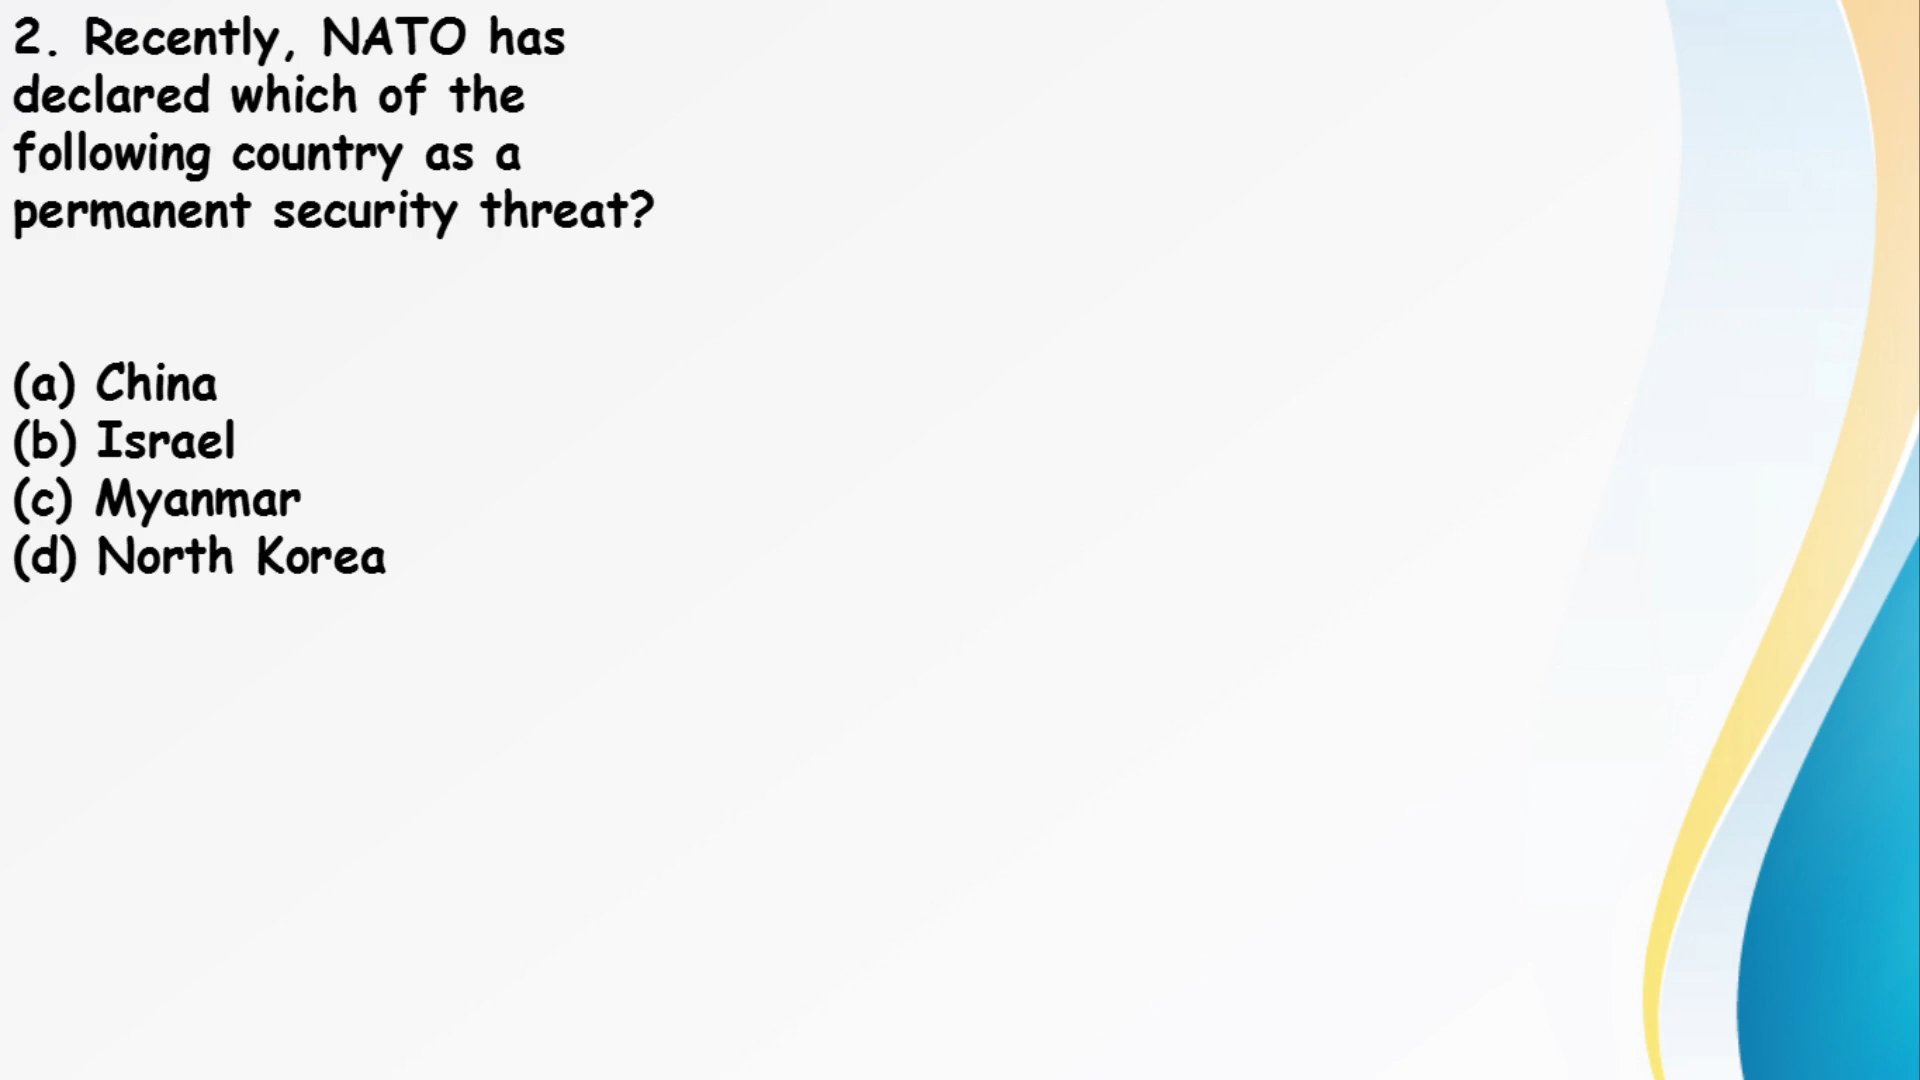 2. Recently, NATO has
declared which of the
following country as a
permanent security threat?
(a) China
(b) Israel
(c) Myanmar
(d) North Korea